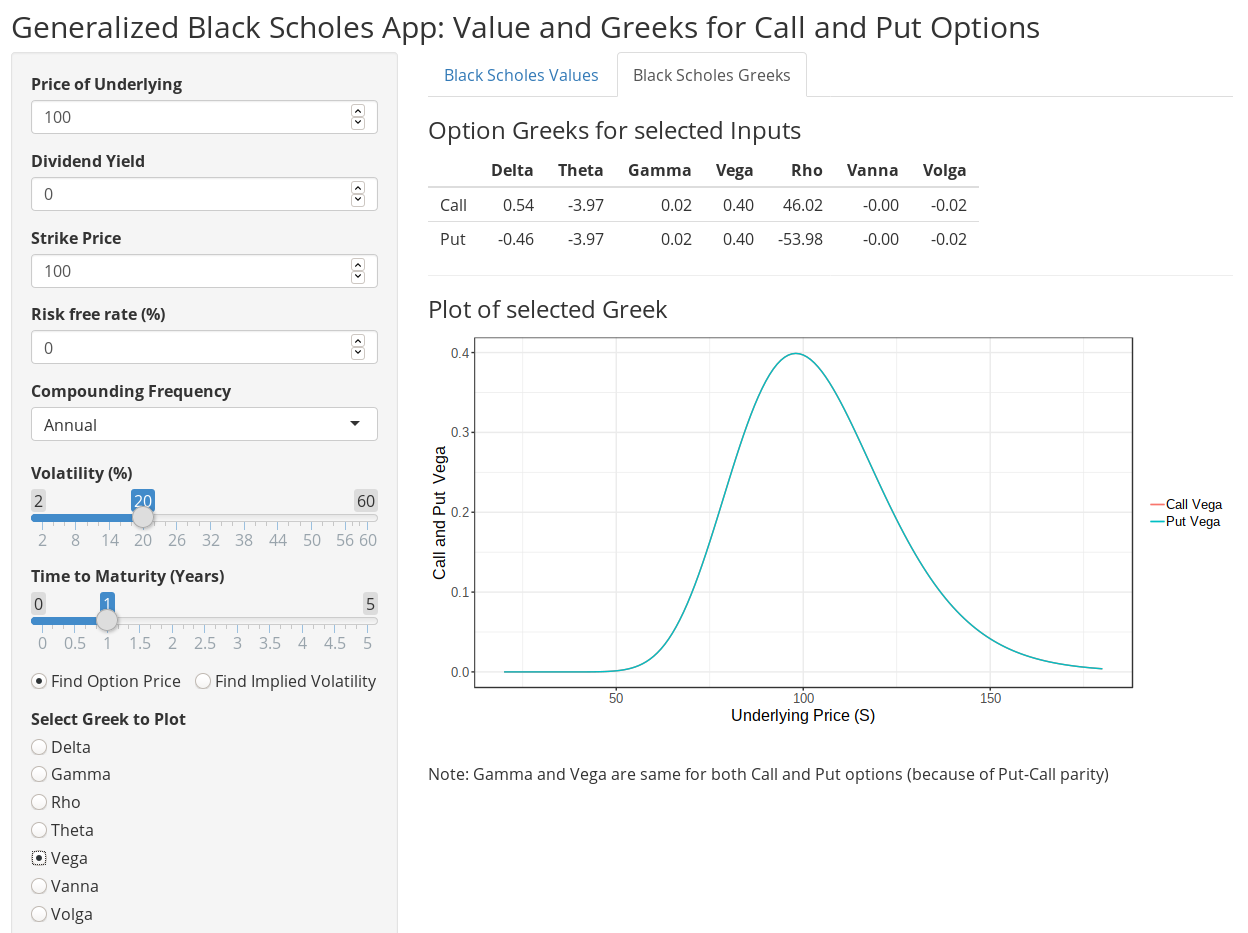 Generalized Black Scholes App: Value and Greeks for Call and Put Options
Price of Underlying
100
Dividend Yield
0
Strike Price
100
Risk free rate (%)
0
Compounding Frequency
Annual
Volatility (%)
2 20 60
2 8 14 20 26 32 38 44 50 56 60
Time to Maturity (Years)
0 1 5
0 0.5 1 1.5 2 2.5 3 3.5 4 4.5 5
Find Option Price Find Implied Volatility
Select Greek to Plot
Delta
Gamma
Rho
Theta
Vega
Vanna
Volga
Black Scholes Values Black Scholes Greeks
Option Greeks for selected Inputs
Delta Theta Gamma Vega Rho Vanna Volga
Call 0.54 -3.97 0.02 0.40 46.02 -0.00 -0.02
Put -0.46 -3.97 0.02 0.40 -53.98 -0.00 -0.02
Plot of selected Greek
Call and Put Vega
0.4
0.3
0.2
0.1
0.0
50 100 150
Underlying Price (S)
Call Vega
Put Vega
Note: Gamma and Vega are same for both Call and Put options (because of Put-Call parity)